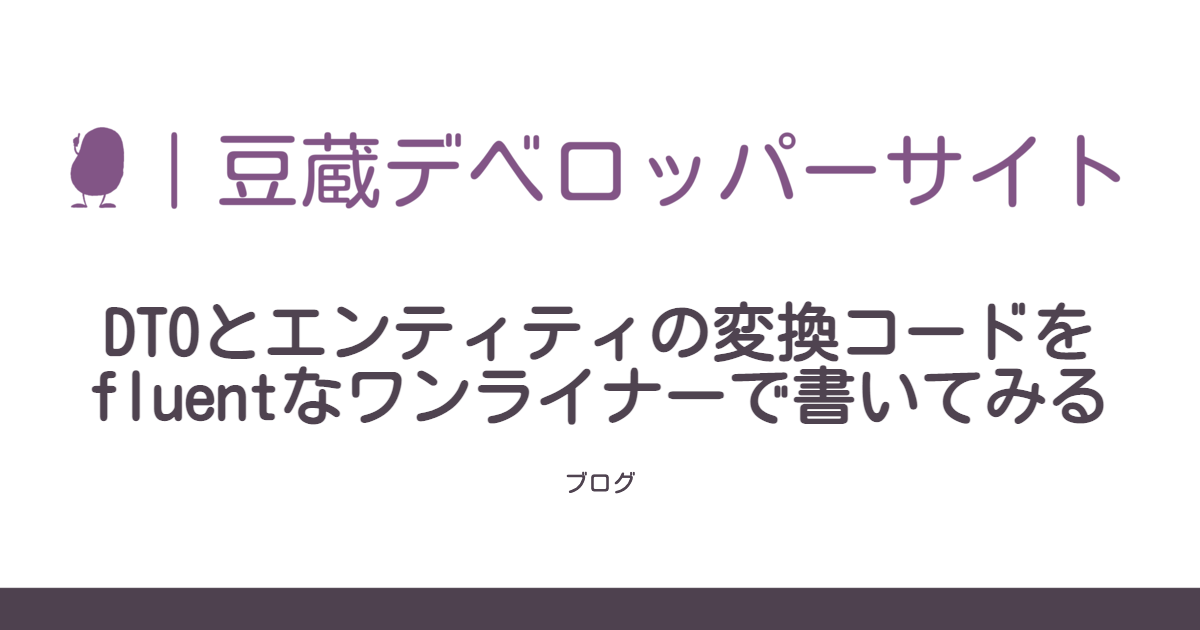 ｜豆蔵デベロッパーサイト
DTOとエンティティの変換コードを
fluentなワンライナーで書いてみる
ブログ